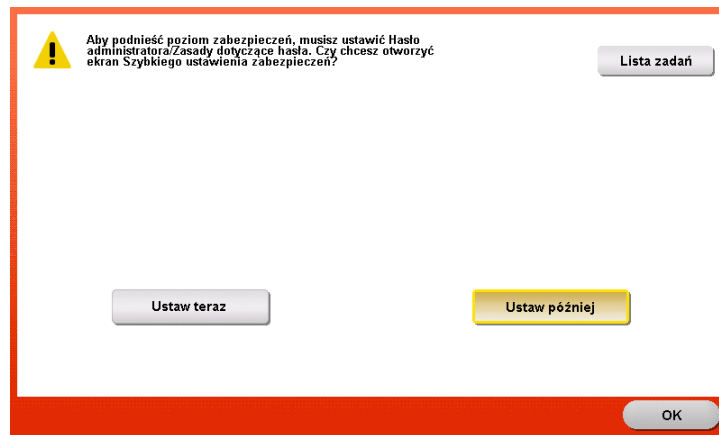 Aby podnieść poziom zabezpieczeń, musisz ustawić Hasło
administratora/Zasady dotyczące hasła. Czy chcesz otworzyć
ekran Szybkiego ustawienia zabezpieczeń?
Lista zadań
Ustaw teraz
Ustaw później
OK